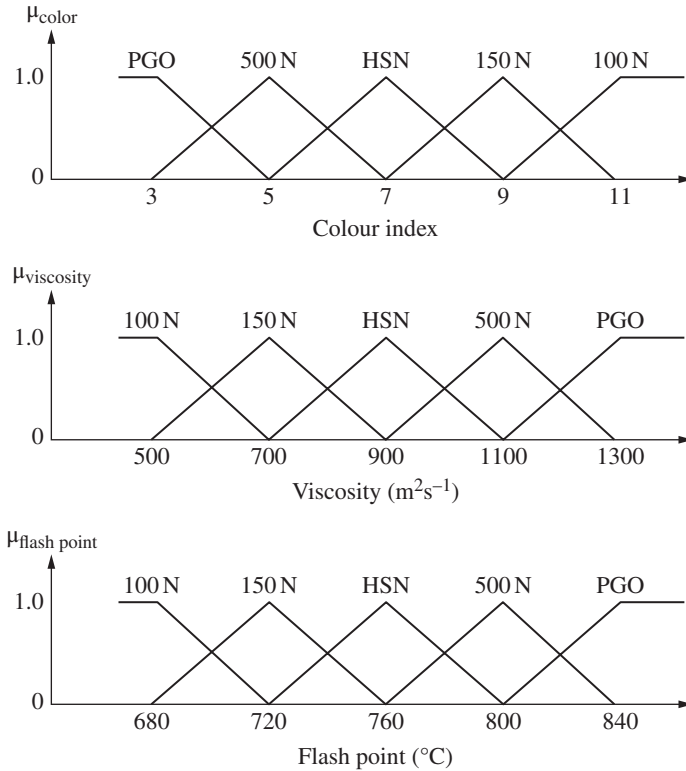 μcolor
PGO 500 N HSN 150 N 100 N
1.0
0
3 5 7 9 11
Colour index
μviscosity
100 N 150 N HSN 500 N PGO
1.0
0
500 700 900 1100 1300
Viscosity (m²s⁻¹)
μflash point
100 N 150 N HSN 500 N PGO
1.0
0
680 720 760 800 840
Flash point (°C)